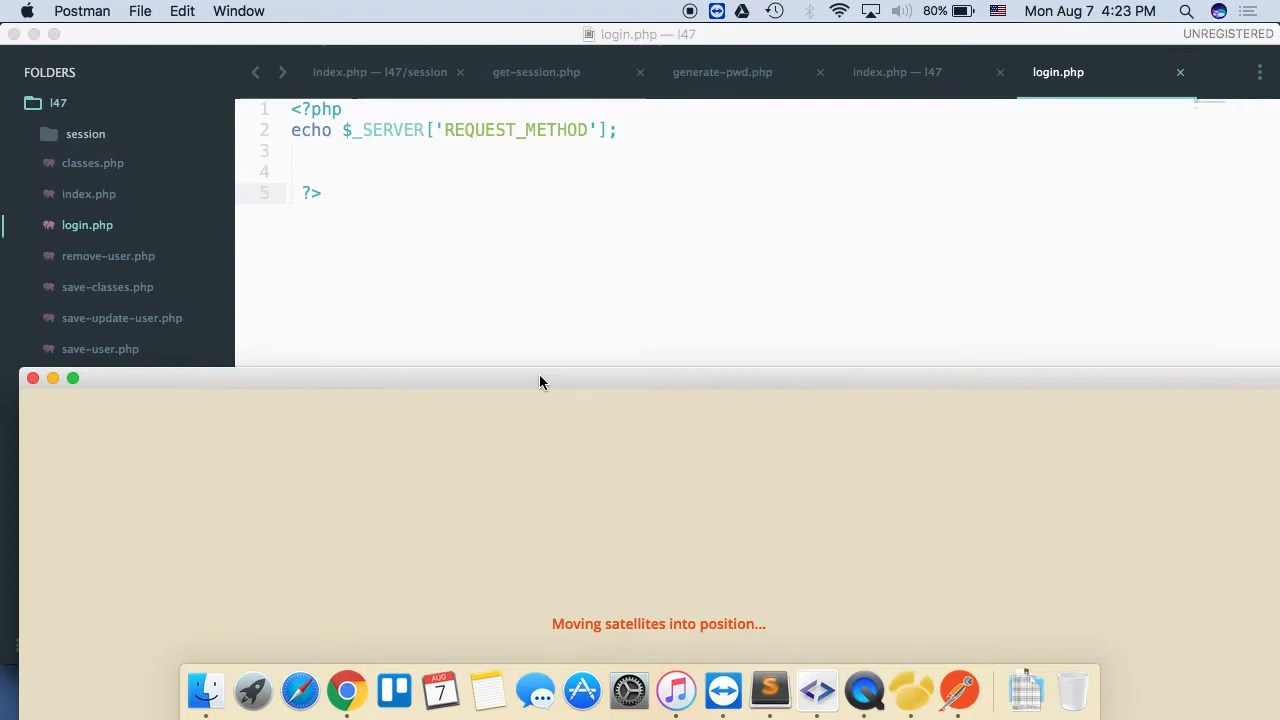 Postman File Edit Window 80% Mon Aug 7 4:23 PM
login.php — l47 UNREGISTERED
FOLDERS
index.php — l47/session × get-session.php × generate-pwd.php × index.php — l47 × login.php ×
l47
session
classes.php
index.php
login.php
remove-user.php
save-classes.php
save-update-user.php
save-user.php
1 <?php
2 echo $_SERVER['REQUEST_METHOD'];
3
4
5 ?>
Moving satellites into position...
AUG
7